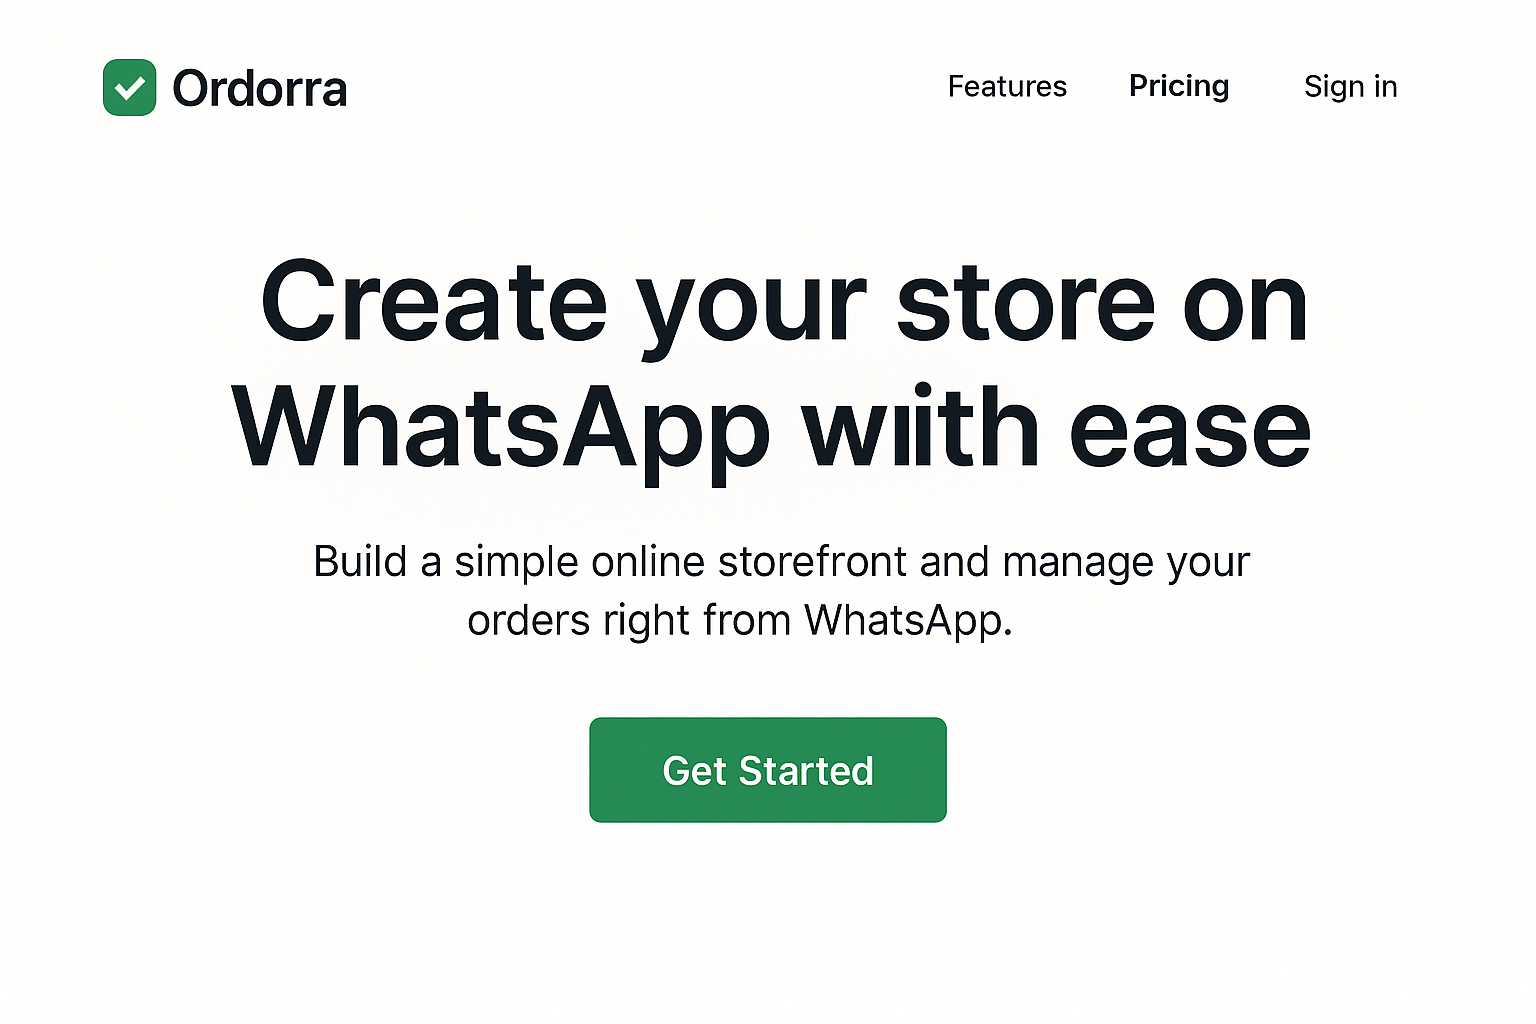 Ordorra
Features Pricing Sign in
Create your store on
WhatsApp wıith ease
Build a simple online storefront and manage your
orders right from WhatsApp.
Get Started